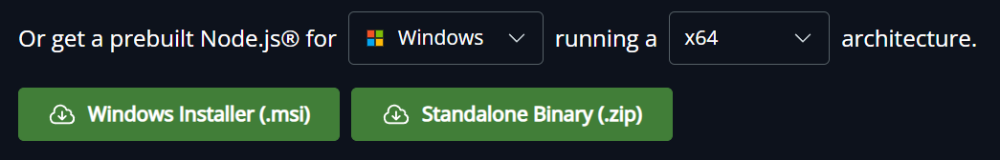 Or get a prebuilt Node.js® for Windows running a x64 architecture.
Windows Installer (.msi) Standalone Binary (.zip)